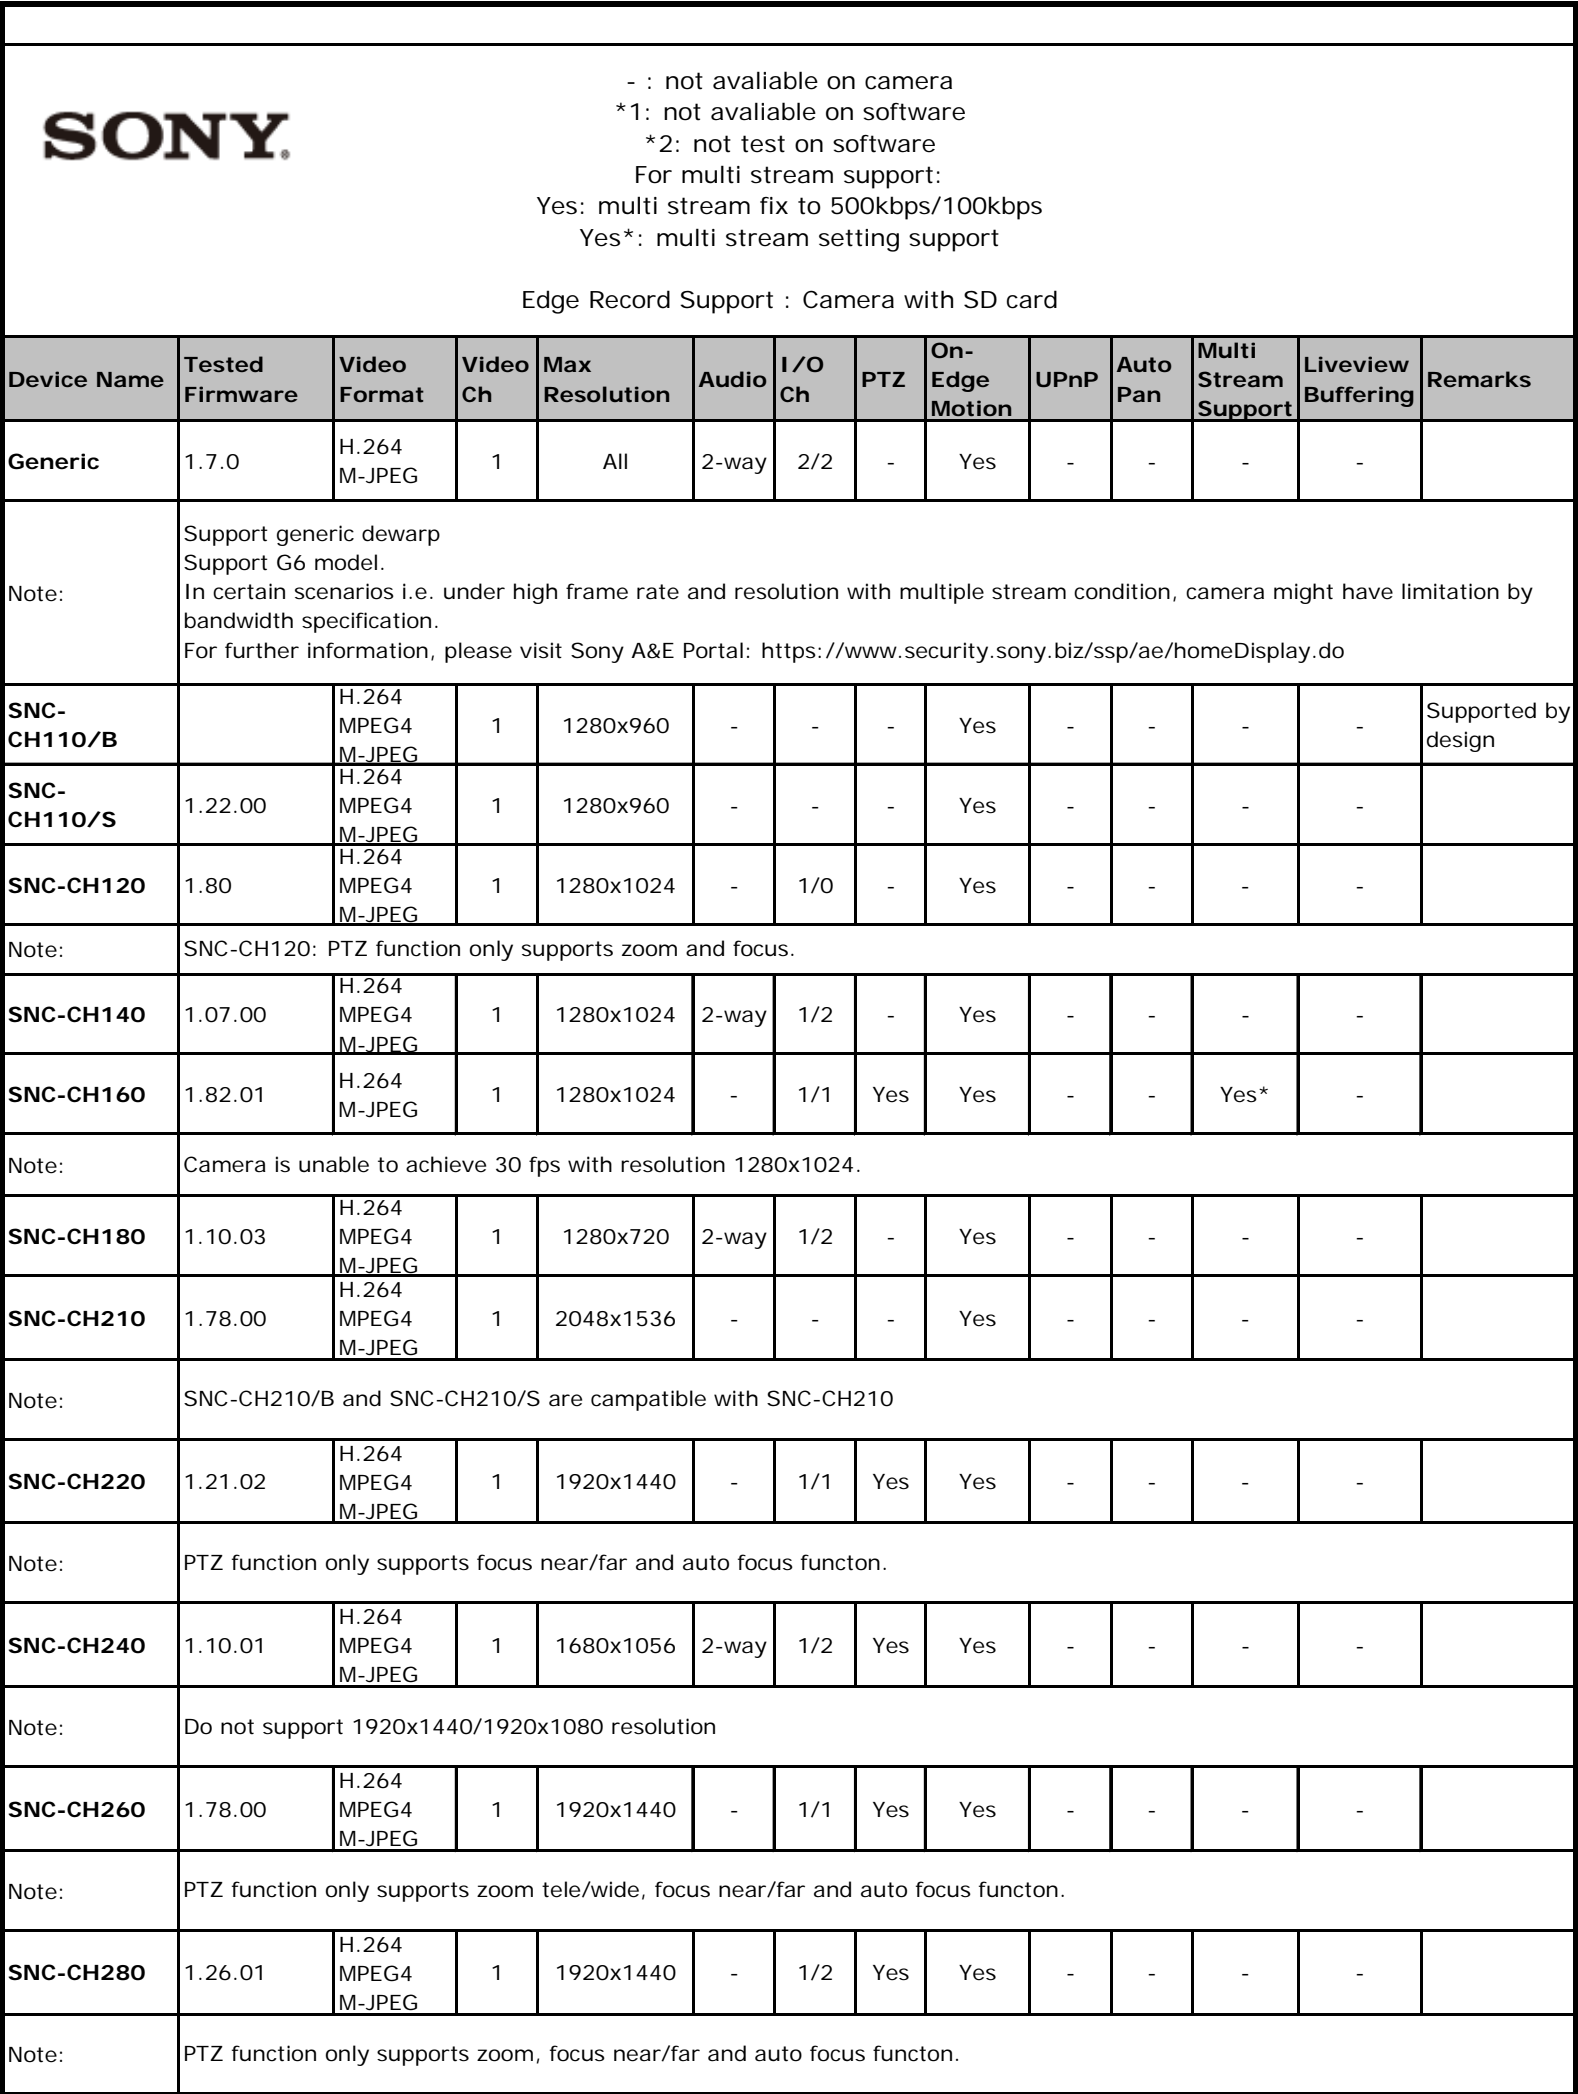 SONY
- : not avaliable on camera
*1: not avaliable on software
*2: not test on software
For multi stream support:
Yes: multi stream fix to 500kbps/100kbps
Yes*: multi stream setting support
Edge Record Support : Camera with SD card
Device Name Tested Firmware Video Format Video Ch Max Resolution Audio I/O Ch PTZ On-Edge Motion UPnP Auto Pan Multi Stream Support Liveview Buffering Remarks
Generic 1.7.0 H.264 M-JPEG 1 All 2-way 2/2 - Yes - - - -
Note: Support generic dewarp
Support G6 model.
In certain scenarios i.e. under high frame rate and resolution with multiple stream condition, camera might have limitation by
bandwidth specification.
For further information, please visit Sony A&E Portal: https://www.security.sony.biz/ssp/ae/homeDisplay.do
SNC-CH110/B H.264 MPEG4 M-JPEG 1 1280x960 - - - Yes - - - - Supported by design
SNC-CH110/S 1.22.00 H.264 MPEG4 M-JPEG 1 1280x960 - - - Yes - - - -
SNC-CH120 1.80 H.264 MPEG4 M-JPEG 1 1280x1024 - 1/0 - Yes - - - -
Note: SNC-CH120: PTZ function only supports zoom and focus.
SNC-CH140 1.07.00 H.264 MPEG4 M-JPEG 1 1280x1024 2-way 1/2 - Yes - - - -
SNC-CH160 1.82.01 H.264 M-JPEG 1 1280x1024 - 1/1 Yes Yes - - Yes* -
Note: Camera is unable to achieve 30 fps with resolution 1280x1024.
SNC-CH180 1.10.03 H.264 MPEG4 M-JPEG 1 1280x720 2-way 1/2 - Yes - - - -
SNC-CH210 1.78.00 H.264 MPEG4 M-JPEG 1 2048x1536 - - - Yes - - - -
Note: SNC-CH210/B and SNC-CH210/S are campatible with SNC-CH210
SNC-CH220 1.21.02 H.264 MPEG4 M-JPEG 1 1920x1440 - 1/1 Yes Yes - - - -
Note: PTZ function only supports focus near/far and auto focus functon.
SNC-CH240 1.10.01 H.264 MPEG4 M-JPEG 1 1680x1056 2-way 1/2 Yes Yes - - - -
Note: Do not support 1920x1440/1920x1080 resolution
SNC-CH260 1.78.00 H.264 MPEG4 M-JPEG 1 1920x1440 - 1/1 Yes Yes - - - -
Note: PTZ function only supports zoom tele/wide, focus near/far and auto focus functon.
SNC-CH280 1.26.01 H.264 MPEG4 M-JPEG 1 1920x1440 - 1/2 Yes Yes - - - -
Note: PTZ function only supports zoom, focus near/far and auto focus functon.